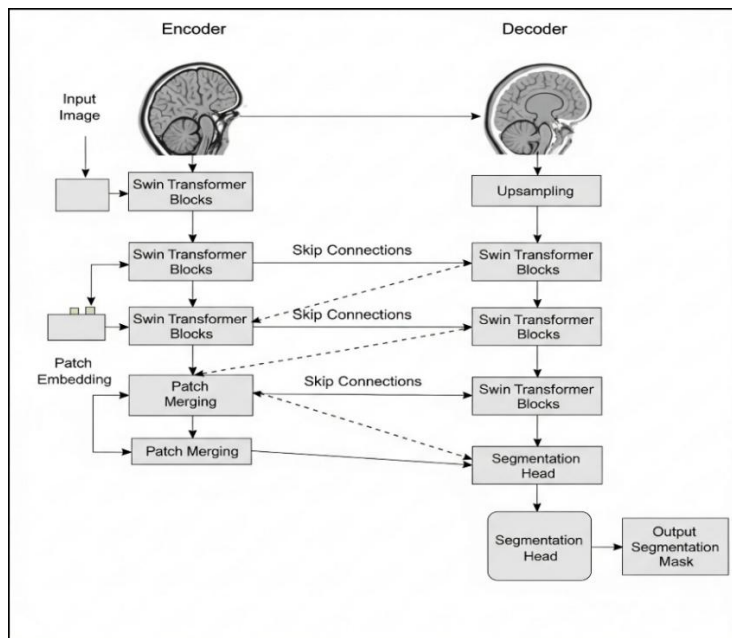 Encoder
Decoder
Input
Image
Swin Transformer
Blocks
Upsampling
Swin Transformer
Blocks
Skip Connections
Swin Transformer
Blocks
Swin Transformer
Blocks
Skip Connections
Swin Transformer
Blocks
Patch
Embedding
Patch
Merging
Skip Connections
Swin Transformer
Blocks
Patch Merging
Segmentation
Head
Segmentation
Head
Output
Segmentation
Mask